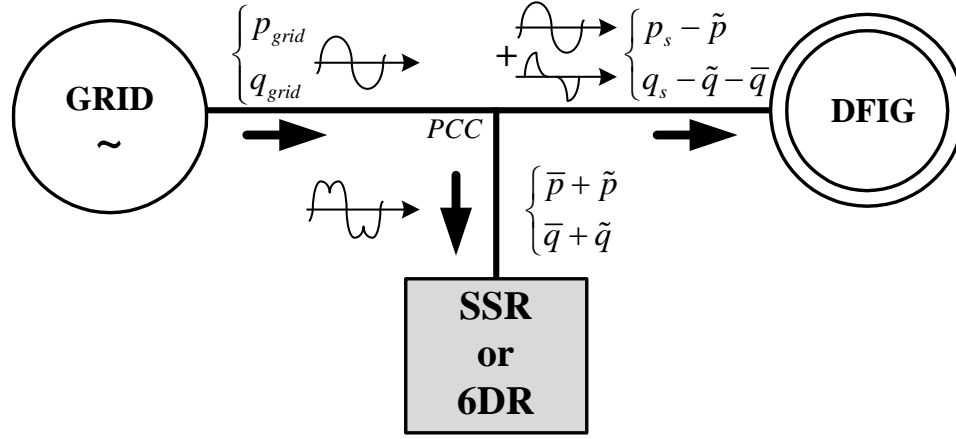 GRID
~
p_grid
q_grid
+
p_s − p̃
q_s − q̃ − q̄
DFIG
PCC
p̄ + p̃
q̄ + q̃
SSR
or
6DR